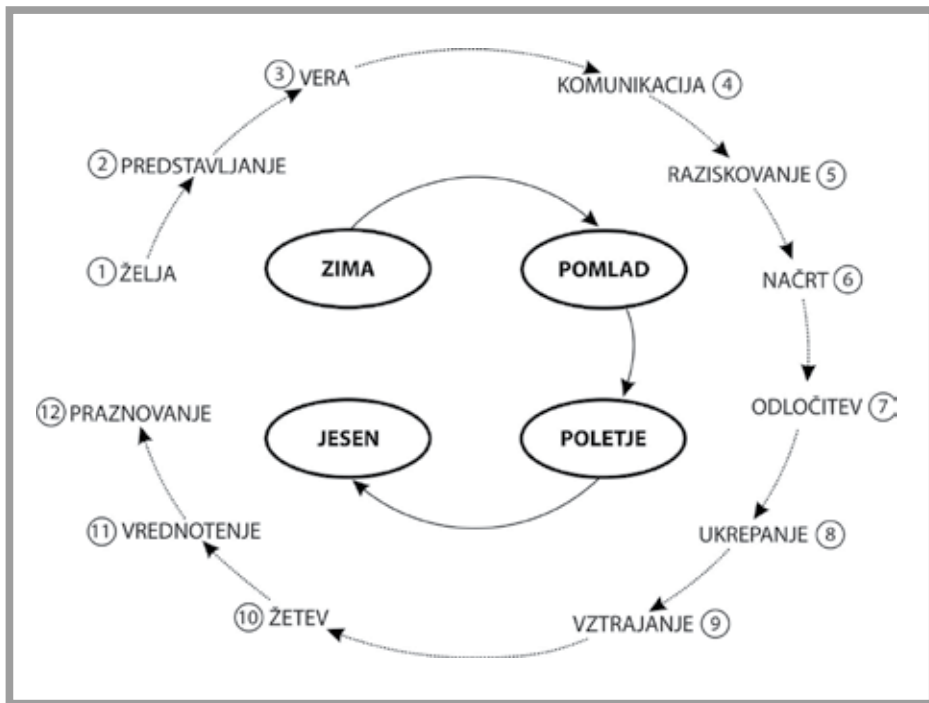 ③ VERA
KOMUNIKACIJA ④
② PREDSTAVLJANJE
RAZISKOVANJE ⑤
① ŽELJA
ZIMA
POMLAD
NAČRT ⑥
⑫ PRAZNOVANJE
JESEN
POLETJE
ODLOČITEV ⑦
⑪ VREDNOTENJE
UKREPANJE ⑧
⑩ ŽETEV
VZTRAJANJE ⑨